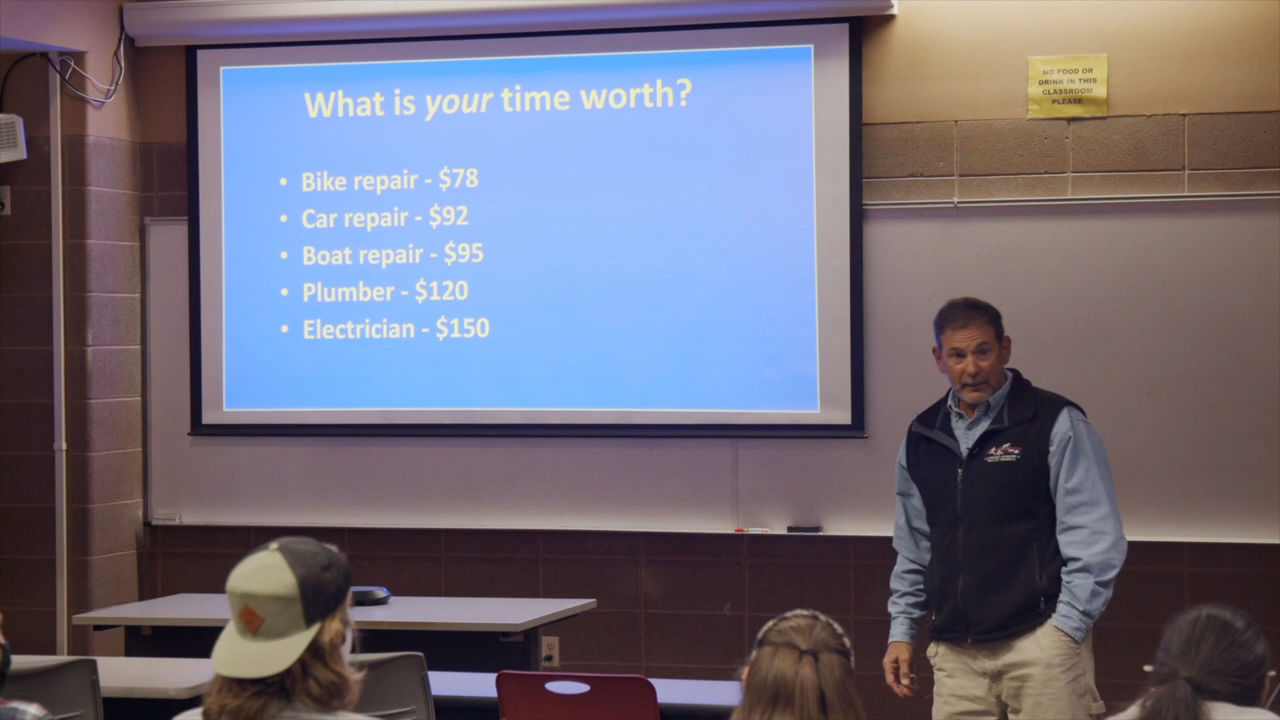 What is your time worth?
• Bike repair - $78
• Car repair - $92
• Boat repair - $95
• Plumber - $120
• Electrician - $150
NO FOOD OR
DRINK IN THIS
CLASSROOM
PLEASE